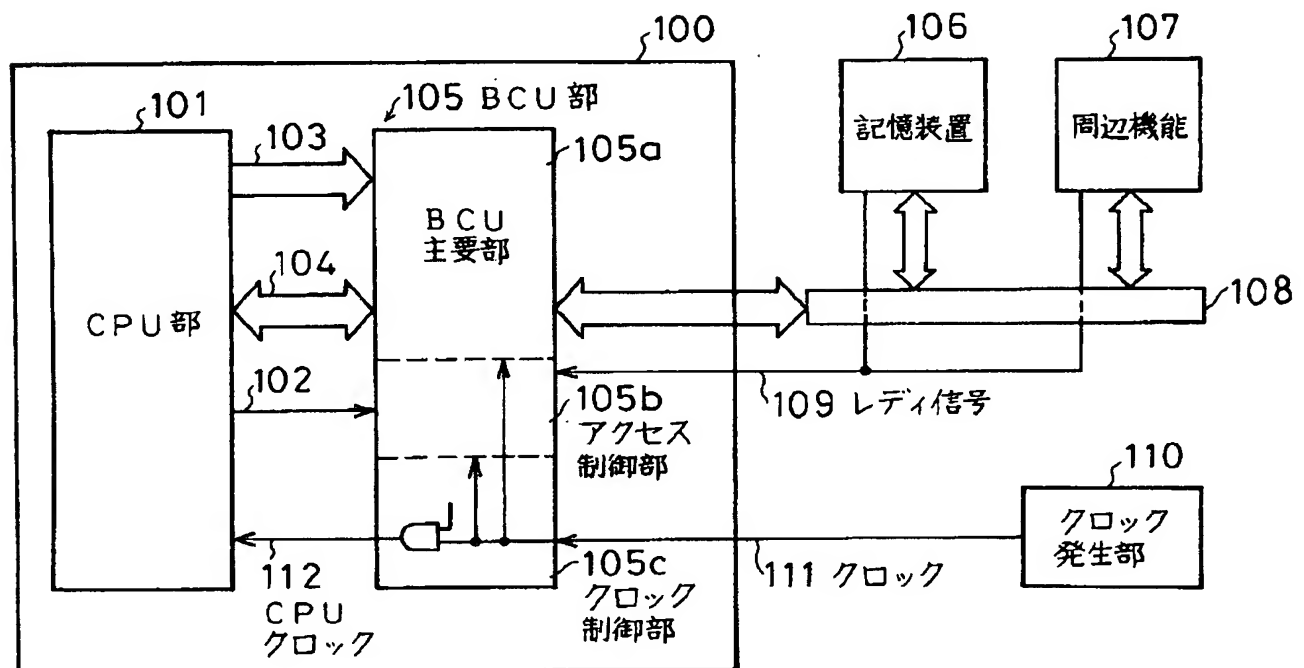 100
106
107
101
105 BCU部
記憶装置
周辺機能
103
105a
BCU
主要部
104
CPU部
108
102
109 レディ信号
105b
アクセス
制御部
110
クロック
発生部
112
CPU
クロック
105c
クロック
制御部
111 クロック